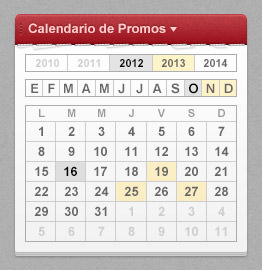 Calendario de Promos
2010 2011 2012 2013 2014
E F M A M J J A S O N D
L M M J V S D
1 2 3 4 5 6 7
8 9 10 11 12 13 14
15 16 17 18 19 20 21
22 23 24 25 26 27 28
29 30 31 1 2 3 4
5 6 7 8 9 10 11